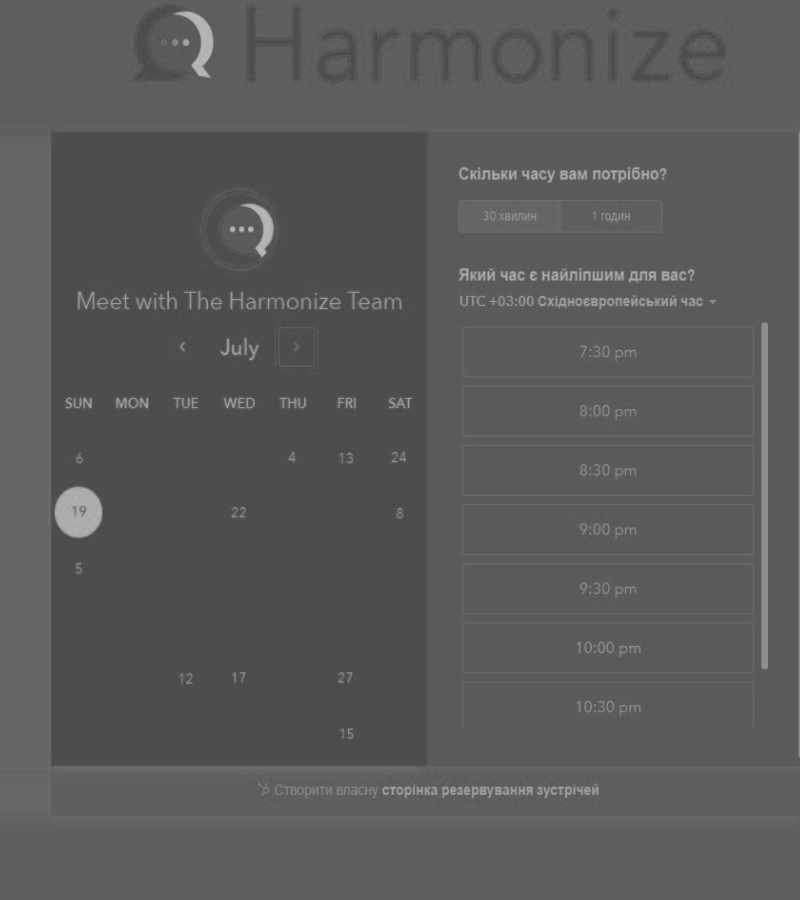 Harmonize
Meet with The Harmonize Team
July
SUN MON TUE WED THU FRI SAT
6 4 13 24
19 22 8
5
12 17 27
15
Скільки часу вам потрібно?
30 хвилин 1 годин
Який час є найліпшим для вас?
UTC +03:00 Східноєвропейський час
7:30 pm
8:00 pm
8:30 pm
9:00 pm
9:30 pm
10:00 pm
10:30 pm
Створити власну сторінка резервування зустрічей